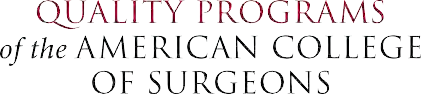 QUALITY PROGRAMS
of the AMERICAN COLLEGE
OF SURGEONS